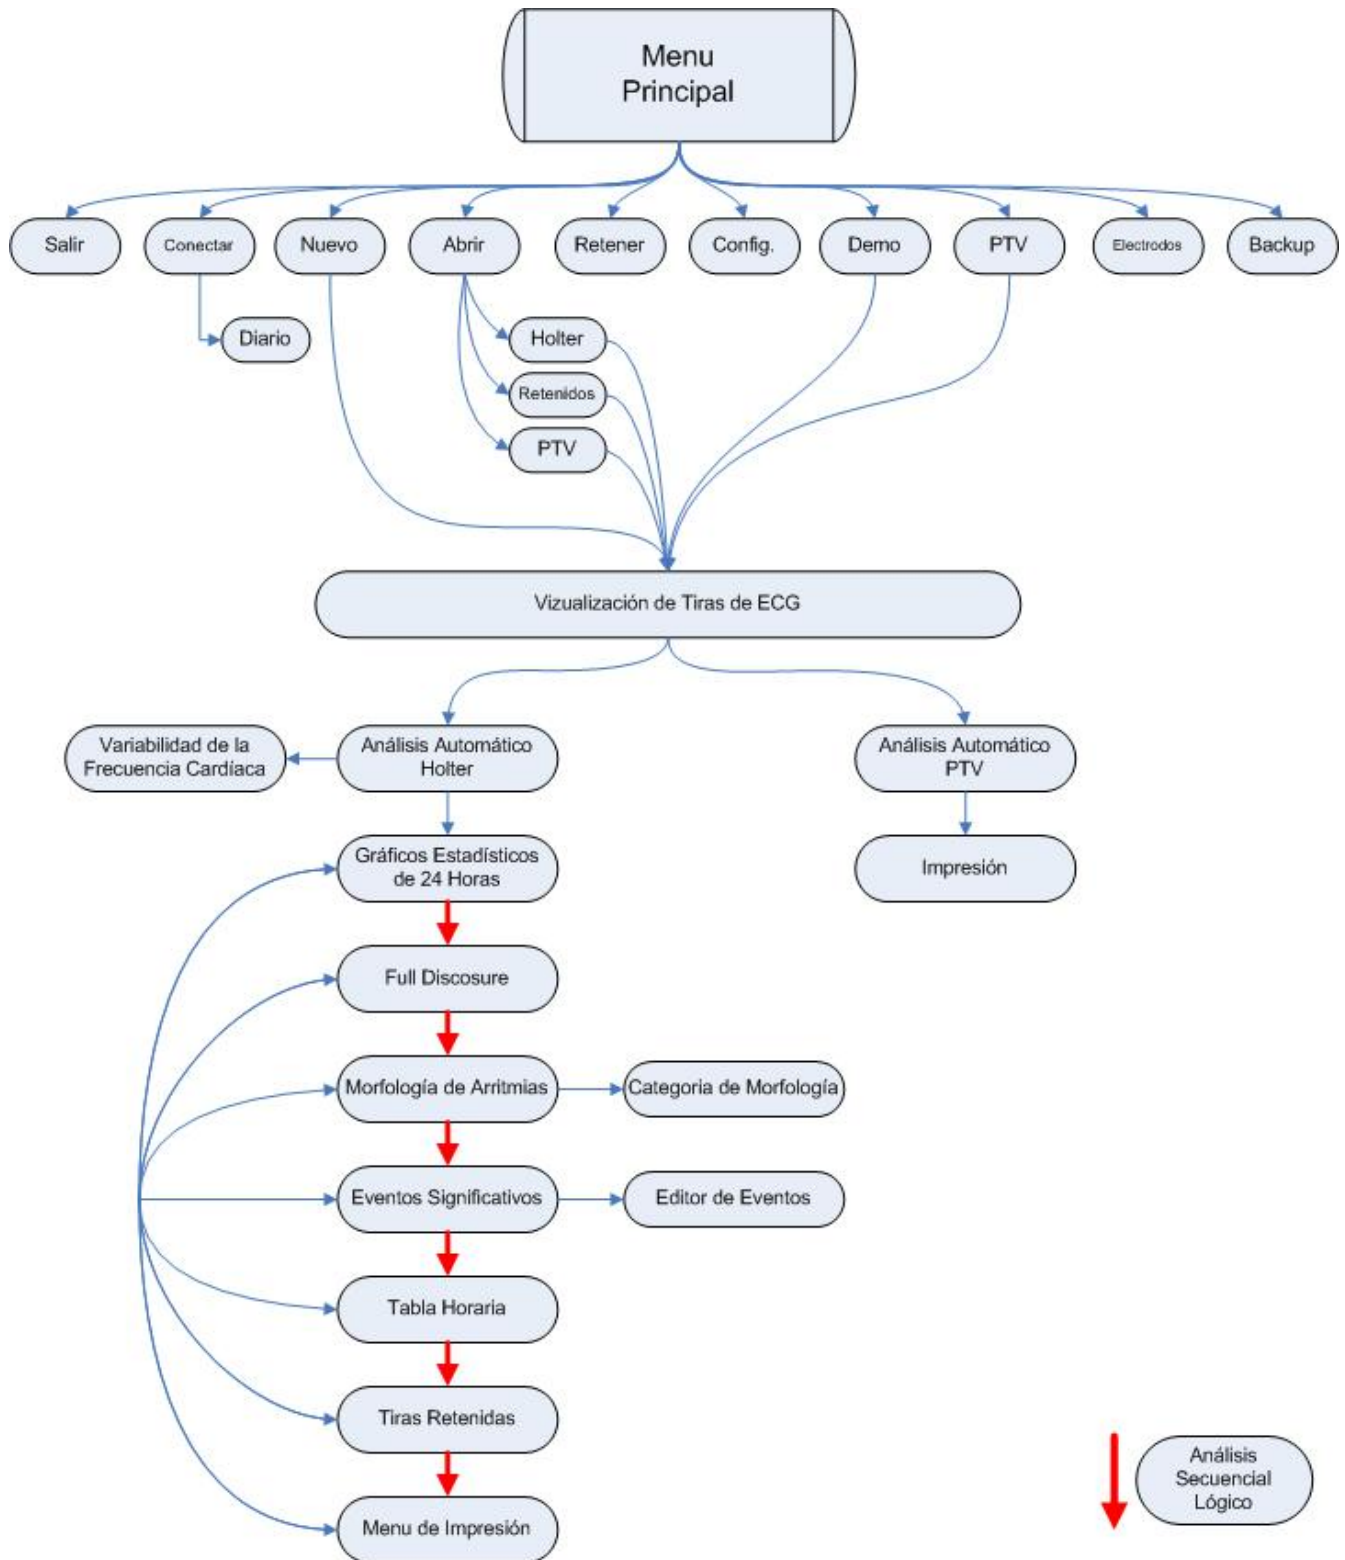 Menu
Principal
Salir
Conectar
Nuevo
Abrir
Retener
Config.
Demo
PTV
Electrodos
Backup
Diario
Holter
Retenidos
PTV
Vizualización de Tiras de ECG
Variabilidad de la
Frecuencia Cardíaca
Análisis Automático
Holter
Análisis Automático
PTV
Gráficos Estadísticos
de 24 Horas
Impresión
Full Discosure
Morfología de Arritmias
Categoria de Morfología
Eventos Significativos
Editor de Eventos
Tabla Horaria
Tiras Retenidas
Menu de Impresión
Análisis
Secuencial
Lógico